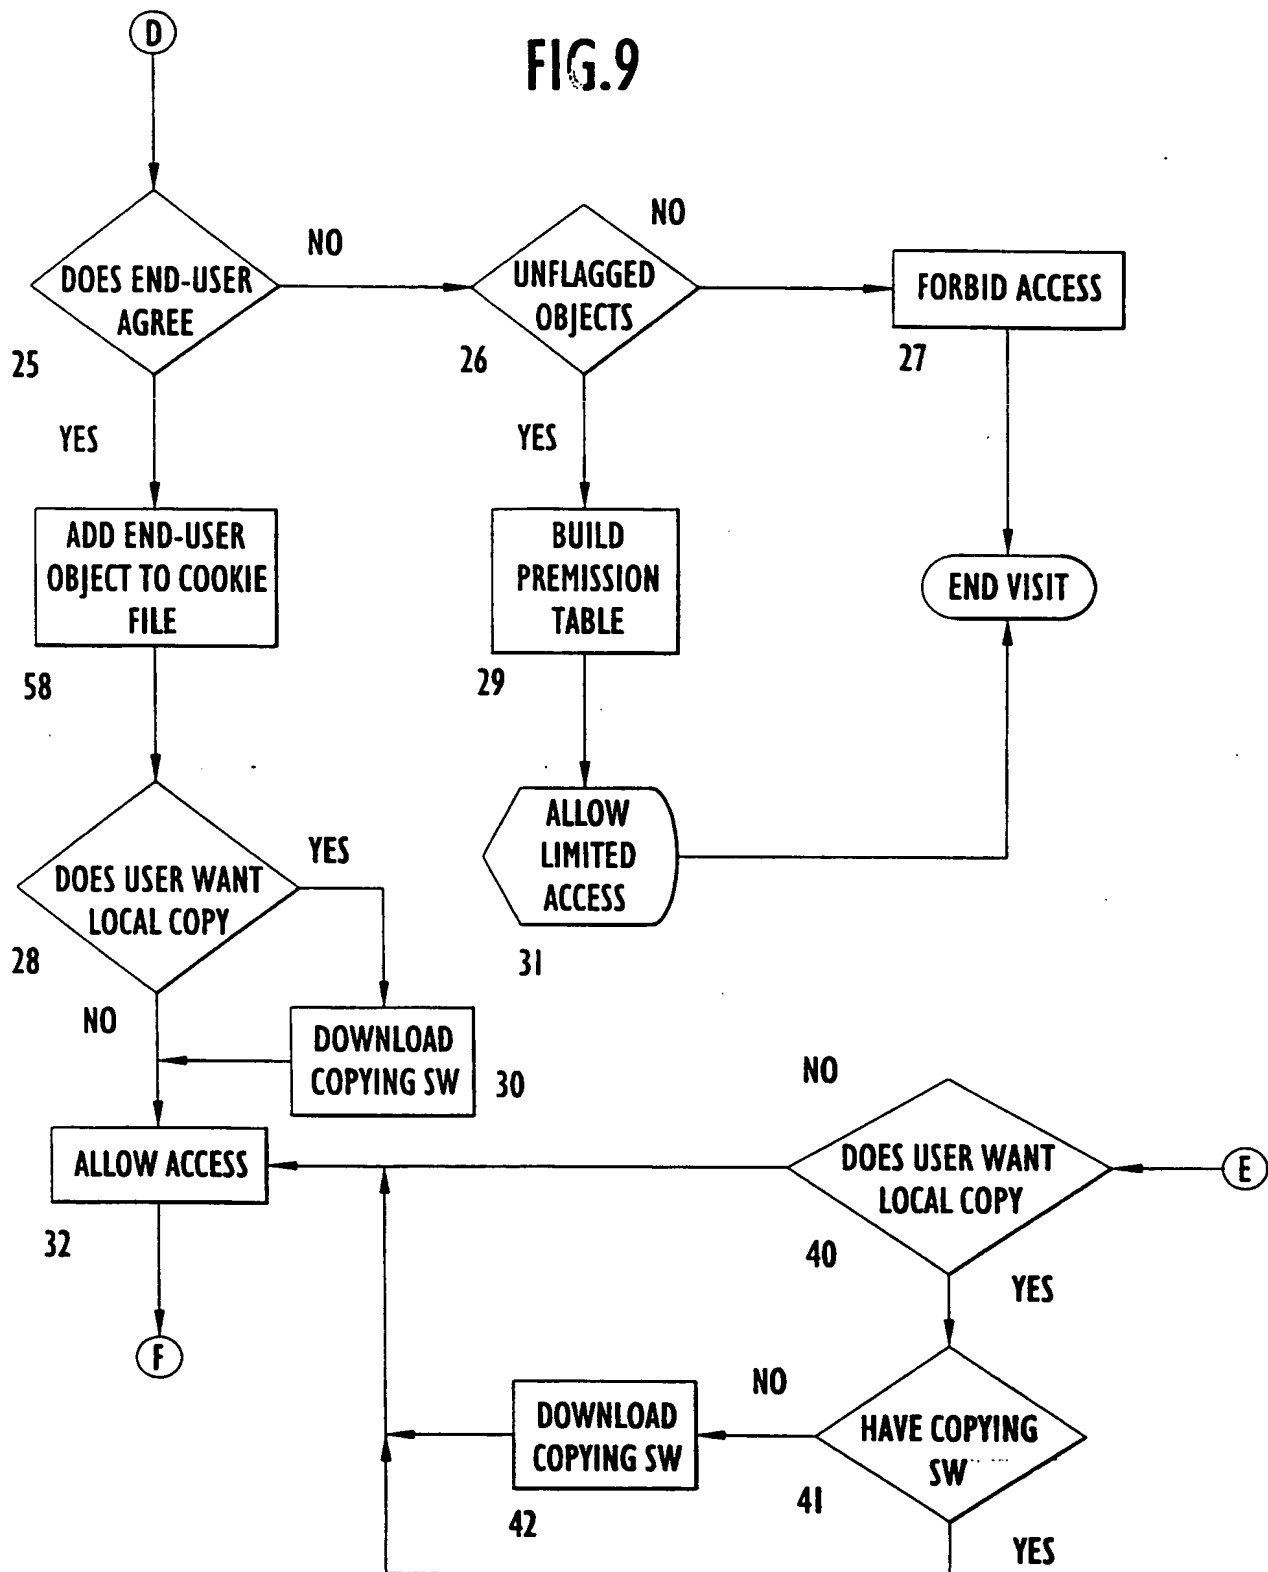 D
FIG.9
DOES END-USER
AGREE
25
NO
UNFLAGGED
OBJECTS
26
NO
FORBID ACCESS
27
YES
YES
ADD END-USER
OBJECT TO COOKIE
FILE
58
BUILD
PREMISSION
TABLE
29
END VISIT
DOES USER WANT
LOCAL COPY
28
YES
ALLOW
LIMITED
ACCESS
31
NO
DOWNLOAD
COPYING SW
30
ALLOW ACCESS
32
F
NO
DOES USER WANT
LOCAL COPY
40
E
YES
HAVE COPYING
SW
41
NO
DOWNLOAD
COPYING SW
42
YES